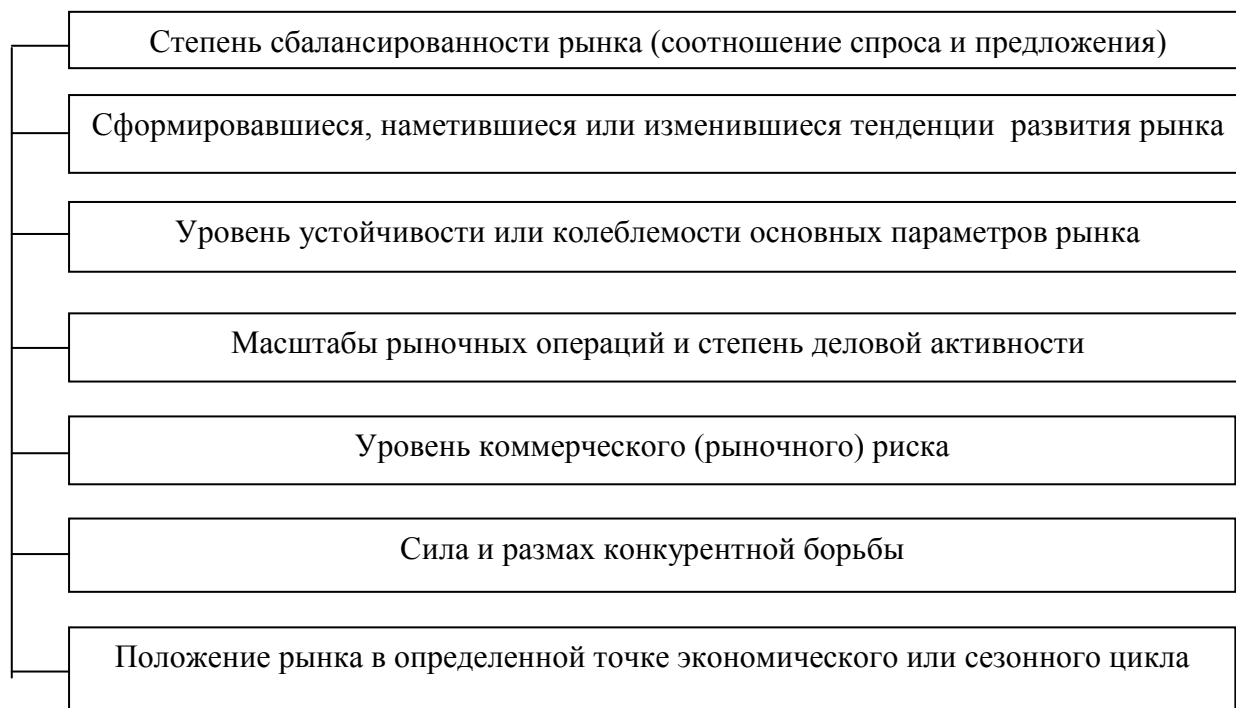 Степень сбалансированности рынка (соотношение спроса и предложения)
Сформировавшиеся, наметившиеся или изменившиеся тенденции развития рынка
Уровень устойчивости или колеблемости основных параметров рынка
Масштабы рыночных операций и степень деловой активности
Уровень коммерческого (рыночного) риска
Сила и размах конкурентной борьбы
Положение рынка в определенной точке экономического или сезонного цикла